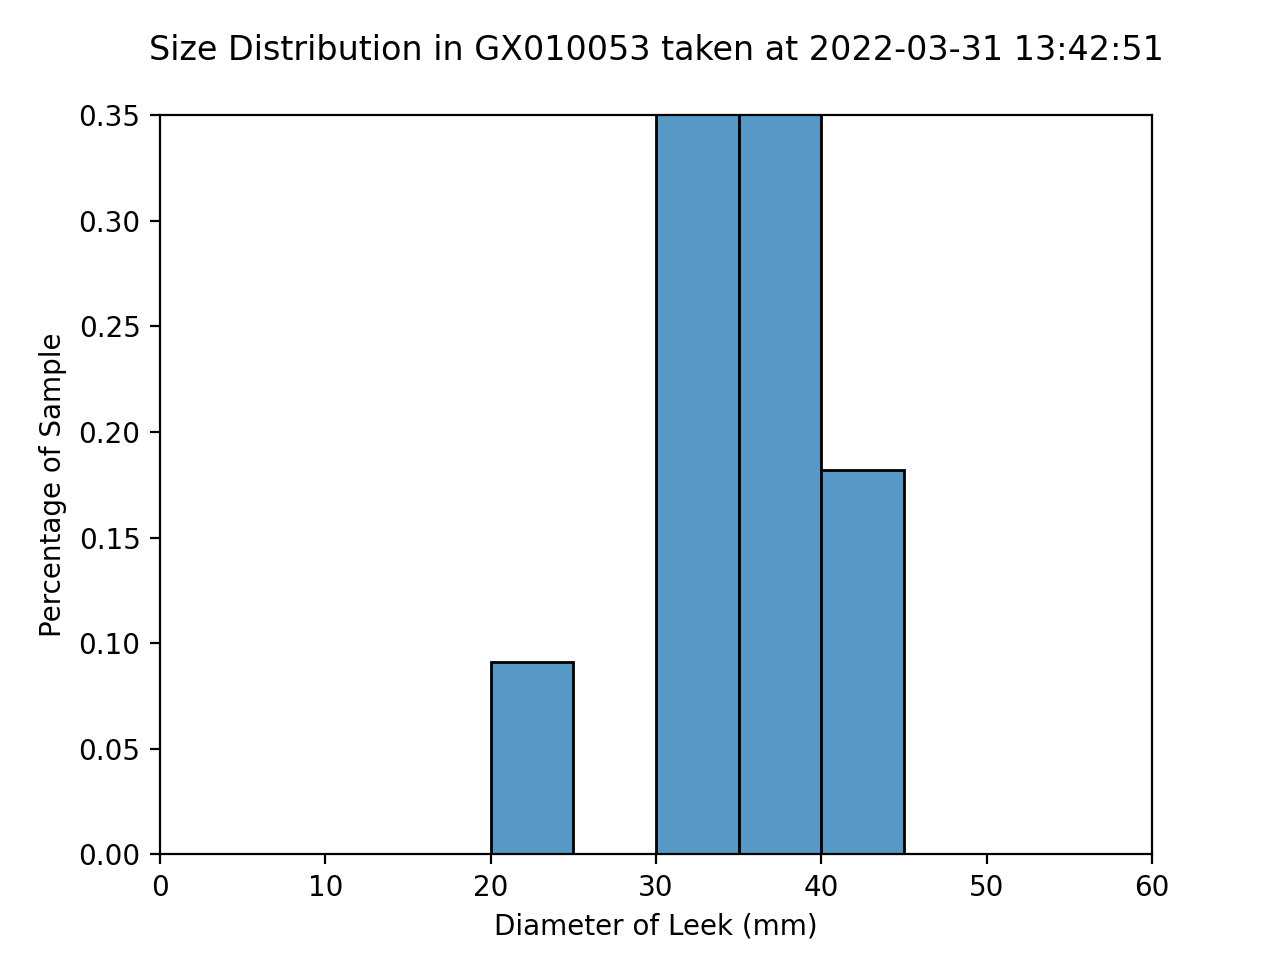 Size Distribution in GX010053 taken at 2022-03-31 13:42:51
0.35
0.30
0.25
0.20
0.15
0.10
0.05
0.00
Percentage of Sample
0 10 20 30 40 50 60
Diameter of Leek (mm)